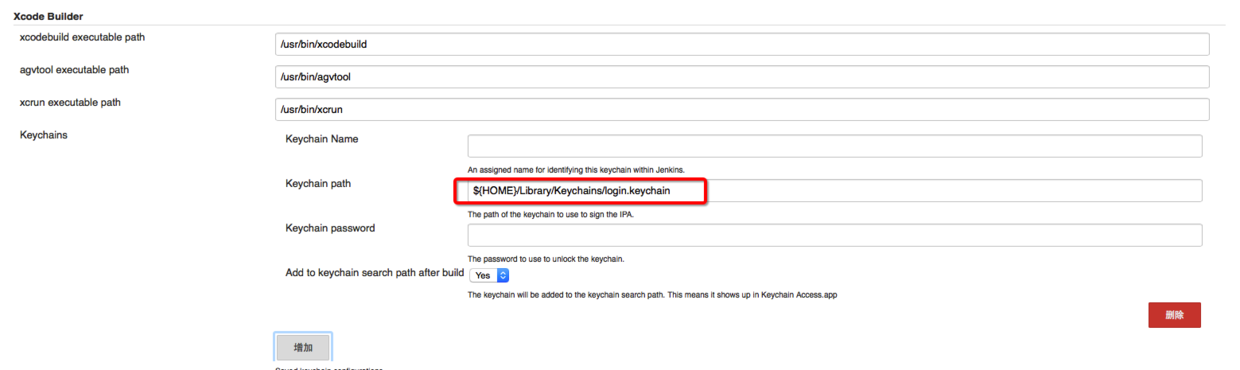 Xcode Builder
xcodebuild executable path
/usr/bin/xcodebuild
agvtool executable path
/usr/bin/agvtool
xcrun executable path
/usr/bin/xcrun
Keychains
Keychain Name
An assigned name for identifying this keychain within Jenkins.
Keychain path
${HOME}/Library/Keychains/login.keychain
The path of the keychain to use to sign the IPA.
Keychain password
The password to use to unlock the keychain.
Add to keychain search path after build Yes
The keychain will be added to the keychain search path. This means it shows up in Keychain Access.app
删除
增加
Saved keychain configurations